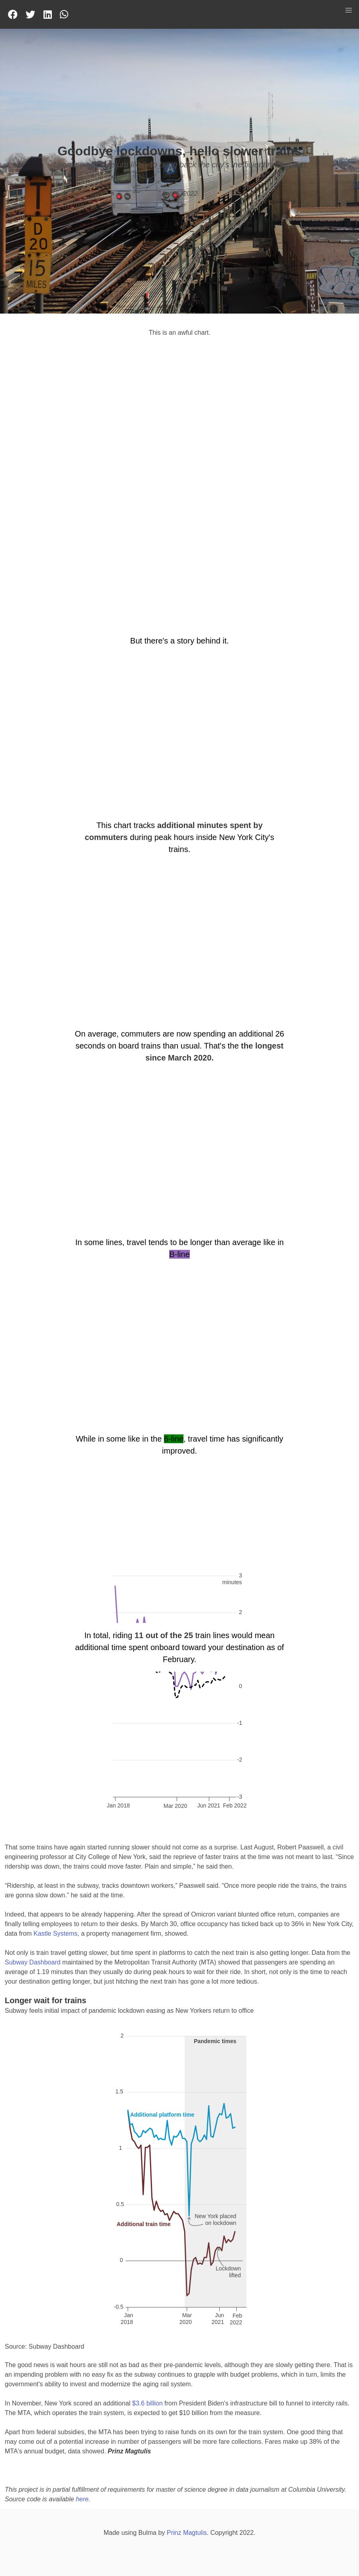 Goodbye lockdowns, hello slower trains
2022
D
20
15
MILES
A
This is an awful chart.
But there's a story behind it.
This chart tracks additional minutes spent by
commuters during peak hours inside New York City's
trains.
On average, commuters are now spending an additional 26
seconds on board trains than usual. That's the the longest
since March 2020.
In some lines, travel tends to be longer than average like in
B-line
While in some like in the -line, travel time has significantly
improved.
3
minutes
2
In total, riding 11 out of the 25 train lines would mean
additional time spent onboard toward your destination as of
February.
0
-1
-2
-3
Jan 2018 Mar 2020 Jun 2021 Feb 2022
That some trains have again started running slower should not come as a surprise. Last August, Robert Paaswell, a civil
engineering professor at City College of New York, said the reprieve of faster trains at the time was not meant to last. "Since
ridership was down, the trains could move faster. Plain and simple," he said then.
"Ridership, at least in the subway, tracks downtown workers," Paaswell said. "Once more people ride the trains, the trains
are gonna slow down." he said at the time.
Indeed, that appears to be already happening. After the spread of Omicron variant blunted office return, companies are
finally telling employees to return to their desks. By March 30, office occupancy has ticked back up to 36% in New York City,
data from Kastle Systems, a property management firm, showed.
Not only is train travel getting slower, but time spent in platforms to catch the next train is also getting longer. Data from the
Subway Dashboard maintained by the Metropolitan Transit Authority (MTA) showed that passengers are spending an
average of 1.19 minutes than they usually do during peak hours to wait for their ride. In short, not only is the time to reach
your destination getting longer, but just hitching the next train has gone a lot more tedious.
Longer wait for trains
Subway feels initial impact of pandemic lockdown easing as New Yorkers return to office
2
Pandemic times
1.5
Additional platform time
1
0.5
New York placed
on lockdown
Additional train time
0
Lockdown
lifted
-0.5
Jan Mar Jun Feb
2018 2020 2021 2022
Source: Subway Dashboard
The good news is wait hours are still not as bad as their pre-pandemic levels, although they are slowly getting there. That is
an impending problem with no easy fix as the subway continues to grapple with budget problems, which in turn, limits the
government's ability to invest and modernize the aging rail system.
In November, New York scored an additional $3.6 billion from President Biden's infrastructure bill to funnel to intercity rails.
The MTA, which operates the train system, is expected to get $10 billion from the measure.
Apart from federal subsidies, the MTA has been trying to raise funds on its own for the train system. One good thing that
may come out of a potential increase in number of passengers will be more fare collections. Fares make up 38% of the
MTA's annual budget, data showed. Prinz Magtulis
This project is in partial fulfillment of requirements for master of science degree in data journalism at Columbia University.
Source code is available here.
Made using Bulma by Prinz Magtulis. Copyright 2022.